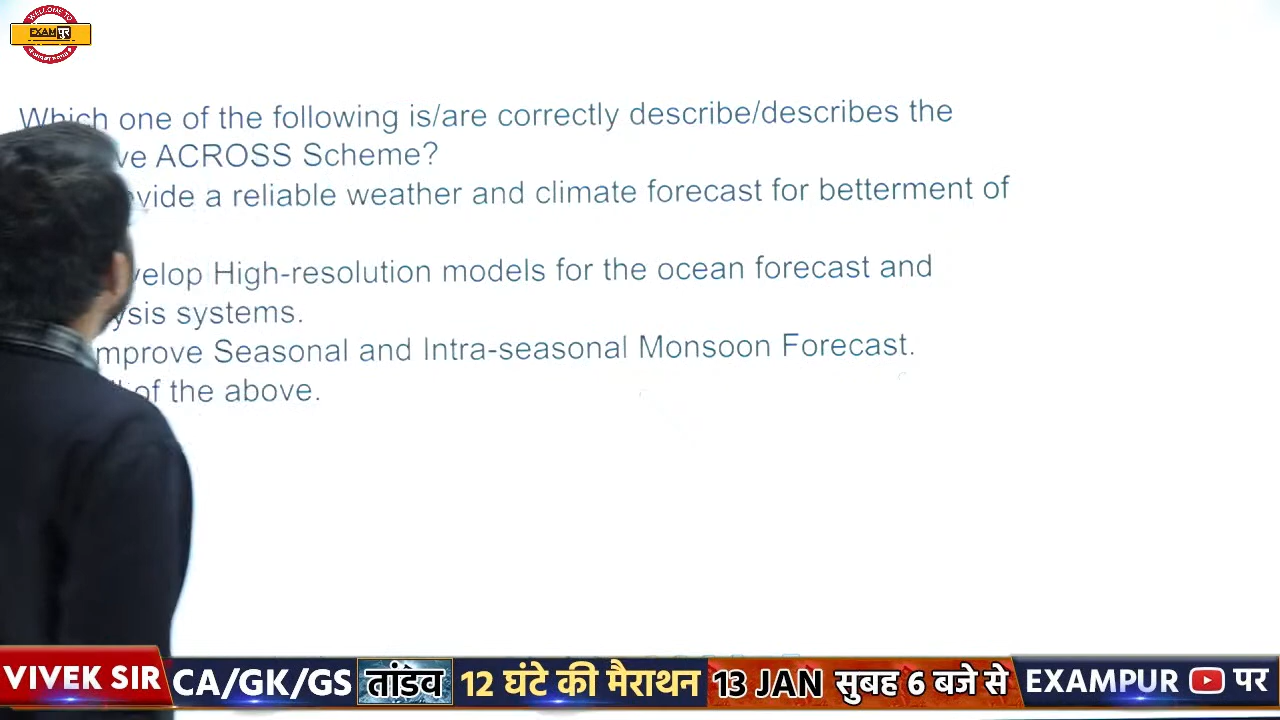 WELCOME TO
EXAMपुर
Which one of the following is/are correctly describe/describes the
ve ACROSS Scheme?
vide a reliable weather and climate forecast for betterment of
velop High-resolution models for the ocean forecast and
ysis systems.
mprove Seasonal and Intra-seasonal Monsoon Forecast.
of the above.
VIVEK SIR CA/GK/GS तांडव 12 घंटे की मैराथन 13 JAN सुबह 6 बजे से EXAMPUR पर